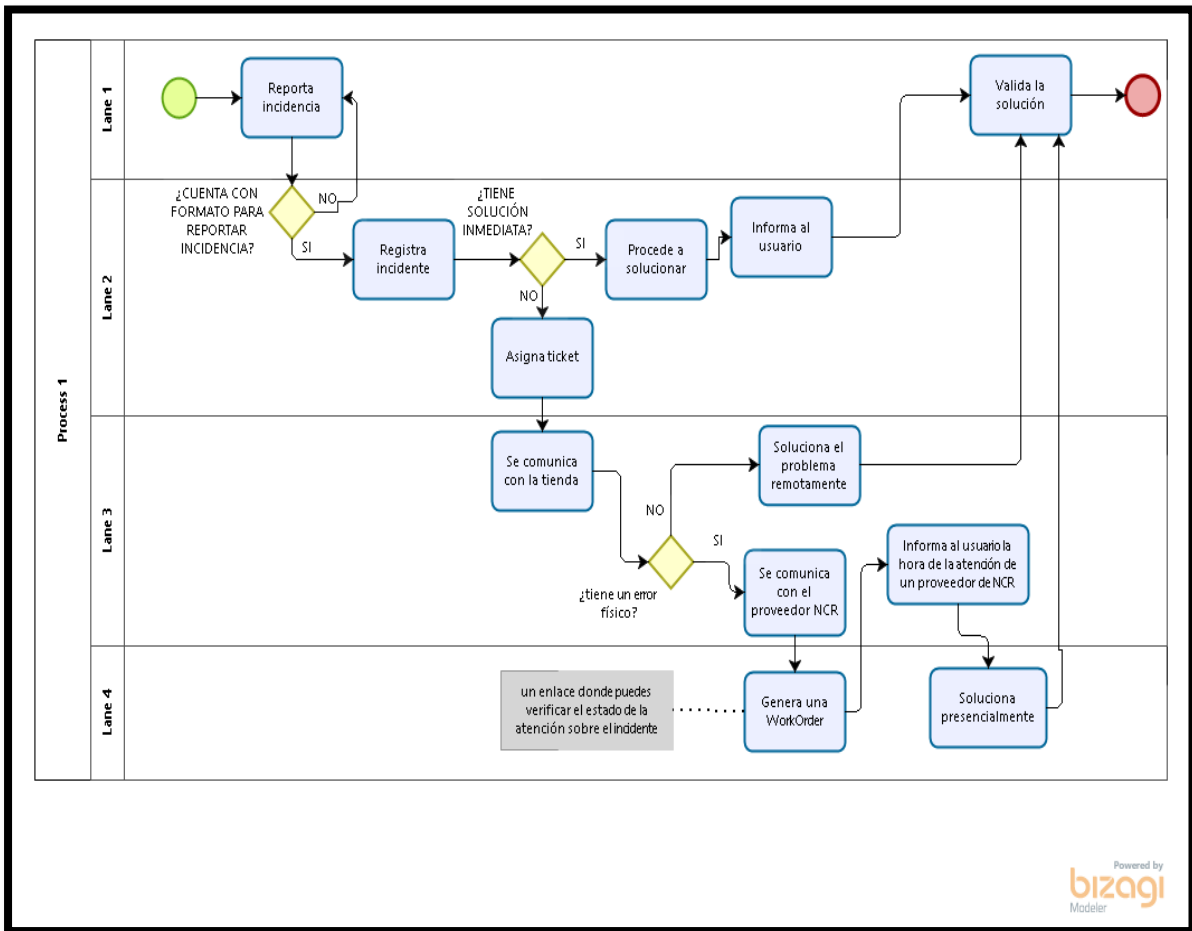 Process 1
Lane 1
Reporta
incidencia
Valida la
solución
Lane 2
¿CUENTA CON
FORMATO PARA
REPORTAR
INCIDENCIA?
NO
SI
Registra
incidente
¿TIENE
SOLUCIÓN
INMEDIATA?
SI
NO
Procede a
solucionar
Informa al
usuario
Asigna ticket
Lane 3
Se comunica
con la tienda
¿tiene un error
físico?
NO
SI
Soluciona el
problema
remotamente
Se comunica
con el
proveedor NCR
Informa al usuario la
hora de la atención de
un proveedor de NCR
Lane 4
un enlace donde puedes
verificar el estado de la
atención sobre el incidente
Genera una
WorkOrder
Soluciona
presencialmente
Powered by
bizagi
Modeler